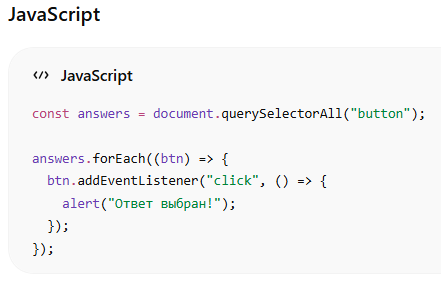 JavaScript
</> JavaScript
const answers = document.querySelectorAll("button");
answers.forEach((btn) => {
  btn.addEventListener("click", () => {
    alert("Ответ выбран!");
  });
});